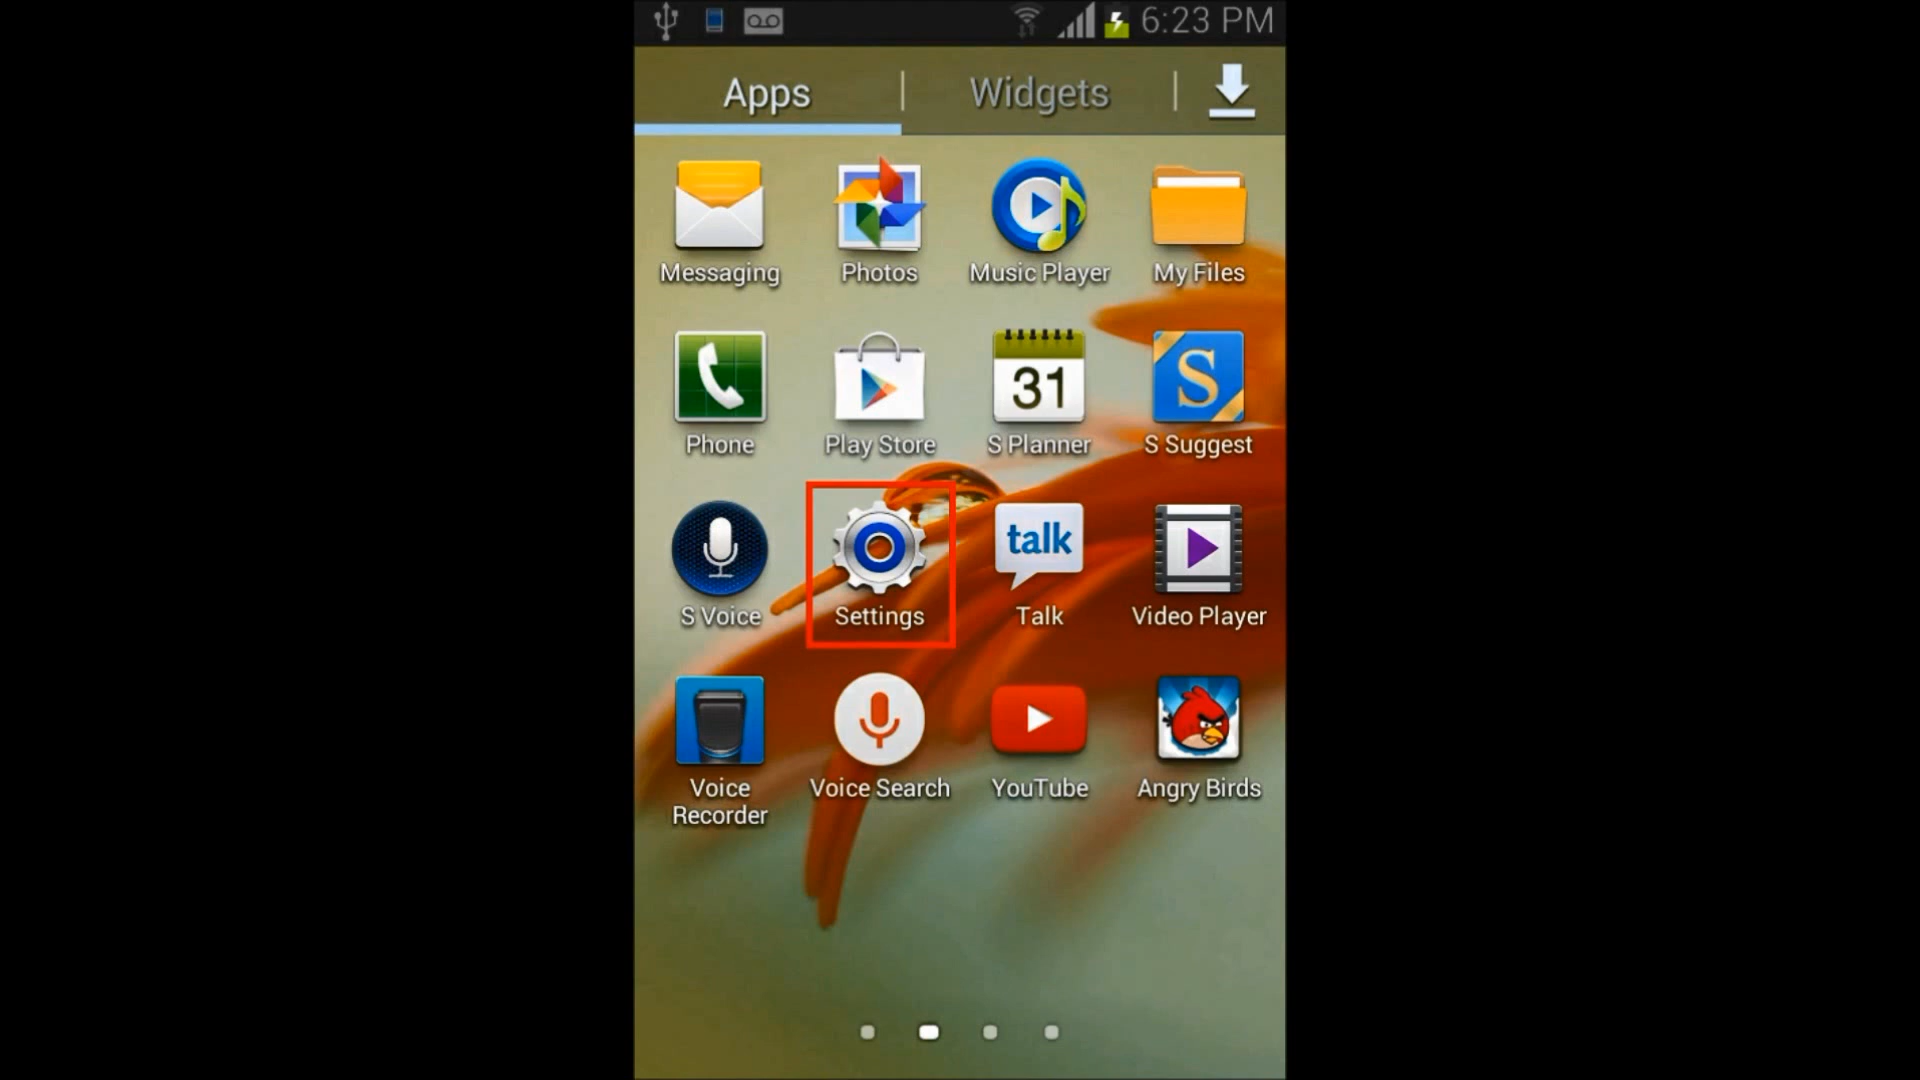 6:23 PM
Apps
Widgets
Messaging
Photos
Music Player
My Files
31
S
Phone
Play Store
S Planner
S Suggest
talk
S Voice
Settings
Talk
Video Player
Voice
Recorder
Voice Search
YouTube
Angry Birds